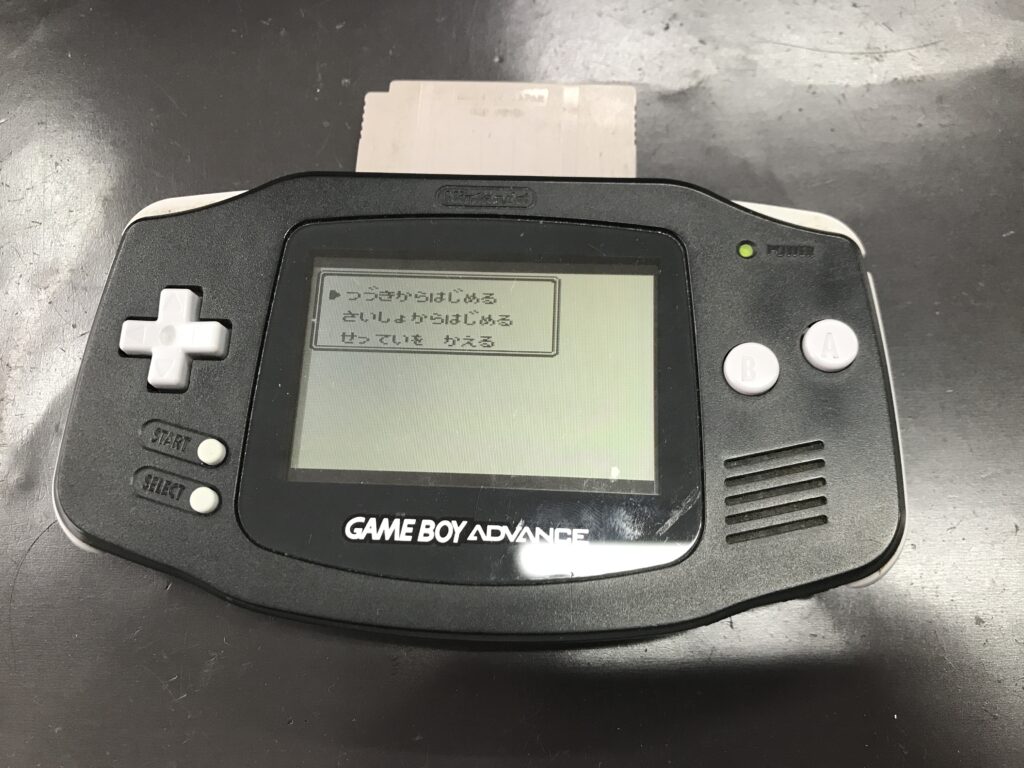 Nintendo
POWER
▶つづきからはじめる
さいしょからはじめる
せっていを　かえる
A
B
START
SELECT
GAME BOY ADVANCE